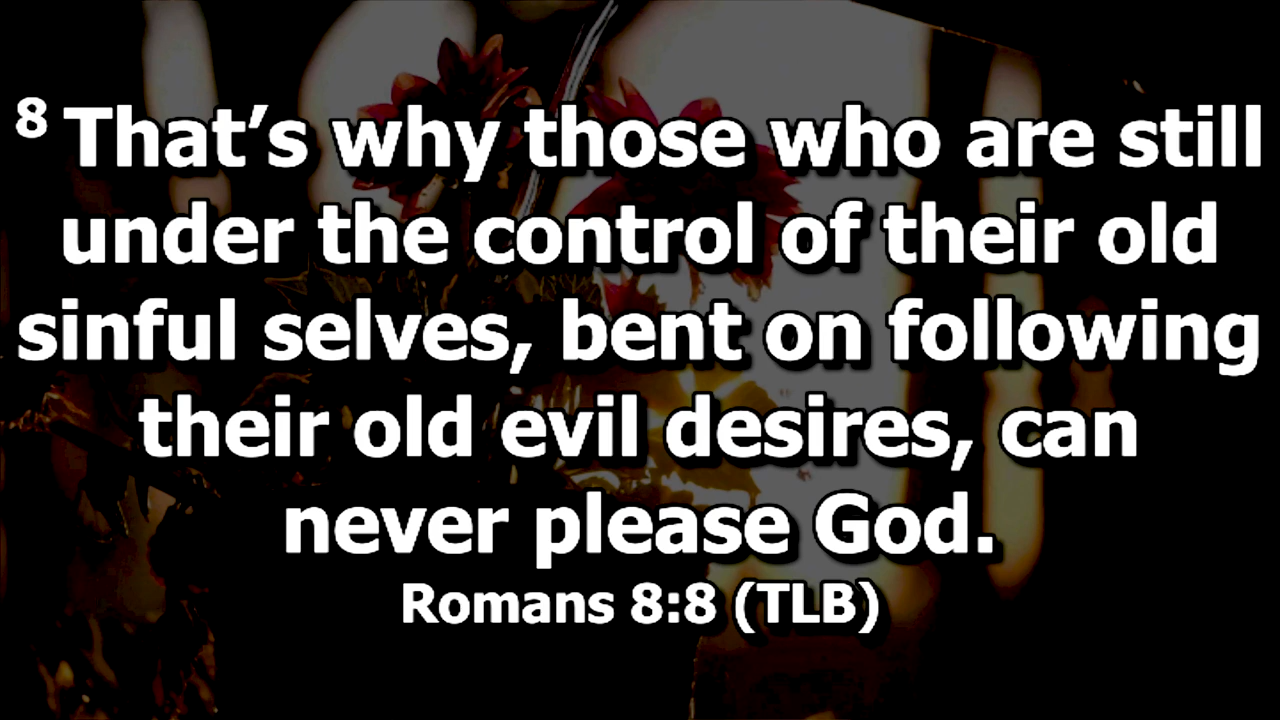 8 That’s why those who are still
under the control of their old
sinful selves, bent on following
their old evil desires, can
never please God.
Romans 8:8 (TLB)